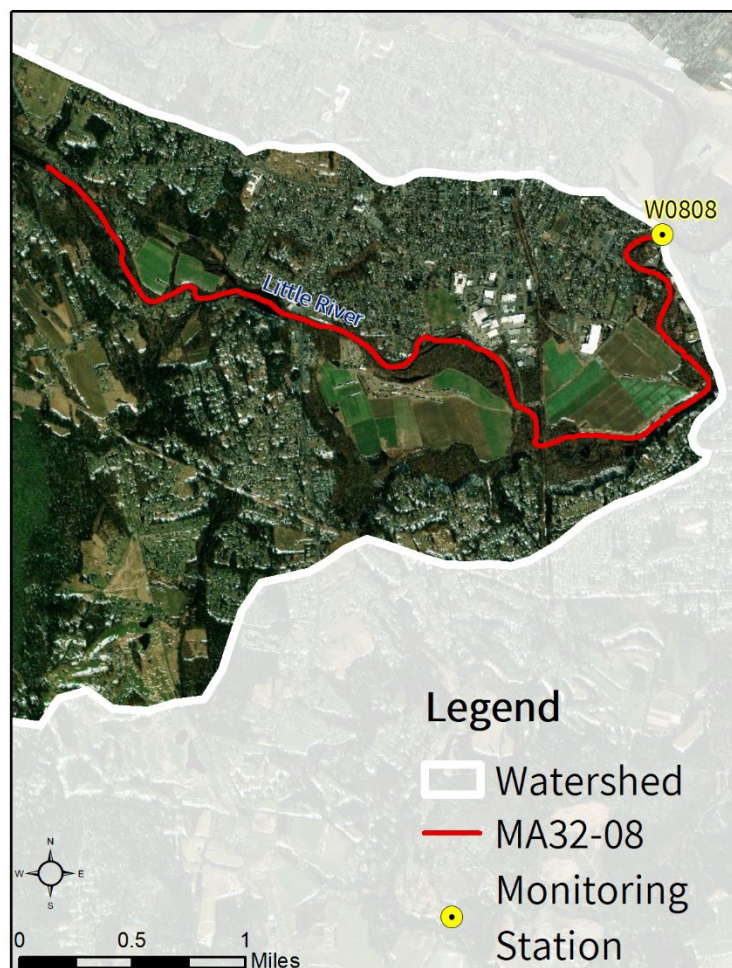 W0808
Little River
Legend
Watershed
MA32-08
Monitoring
Station
N
W E
S
0 0.5 1
Miles